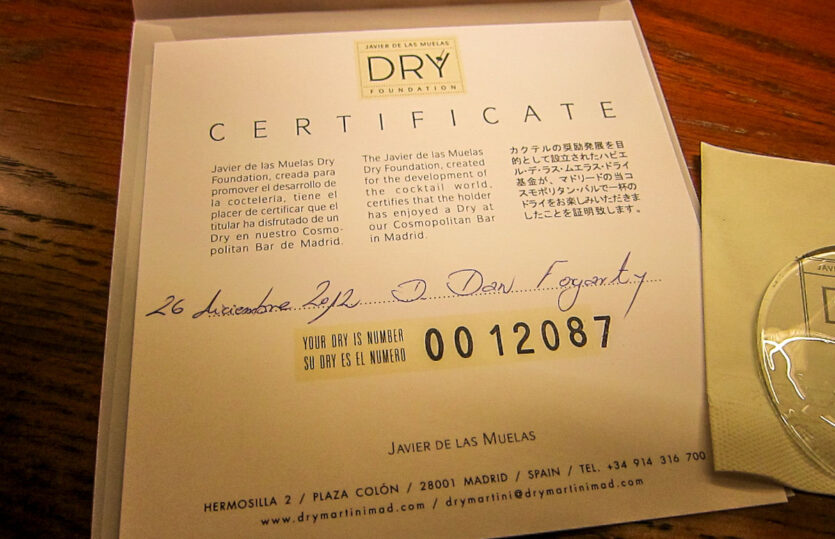 JAVIER DE LAS MUELAS
DRY
FOUNDATION
CERTIFICATE
Javier de las Muelas Dry
Foundation, creada para
promover el desarrollo de
la coctelería, tiene el
placer de certificar que el
titular ha disfrutado de un
Dry en nuestro Cosmo-
politan Bar de Madrid.
The Javier de las Muelas
Dry Foundation, created
for the development of
the cocktail world,
certifies that the holder
has enjoyed a Dry at
our Cosmopolitan Bar
in Madrid.
カクテルの奨励発展を目
的として設立されたハビエ
ル・デ・ラス・ムエラス・ドライ
基金が、マドリードの当コ
スモポリタン・バルで一杯の
ドライをお楽しみいただきま
したことを証明致します。
26 diciembre 2012 D. Dan Fogarty
YOUR DRY IS NUMBER
SU DRY ES EL NUMERO
0012087
JAVIER DE LAS MUELAS
HERMOSILLA 2 / PLAZA COLÓN / 28001 MADRID / SPAIN / TEL. +34 914 316 700
www.drymartinimad.com / drymartini@drymartinimad.com